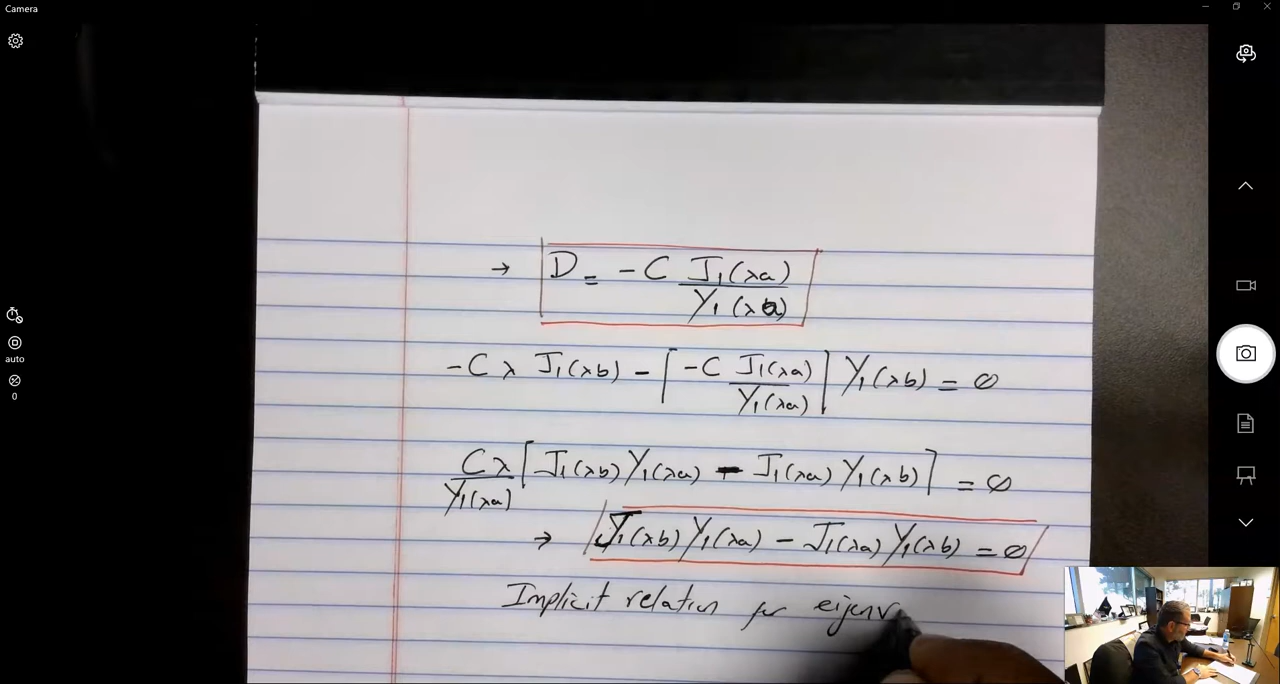 Camera
→ D = -C J₁(λa) / Y₁(λa)
-Cλ J₁(λb) - [-C J₁(λa) / Y₁(λa)] Y₁(λb) = 0
Cλ / Y₁(λa) [J₁(λb) Y₁(λa) - J₁(λa) Y₁(λb)] = 0
→ J₁(λb) Y₁(λa) - J₁(λa) Y₁(λb) = 0
Implicit relation for eigenv
auto
0